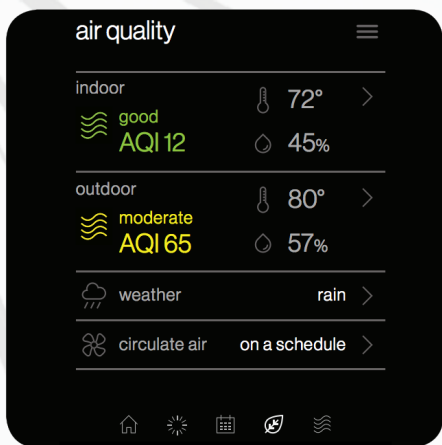 air quality
indoor
good
AQI 12
72°
45%
outdoor
moderate
AQI 65
80°
57%
weather rain
circulate air on a schedule